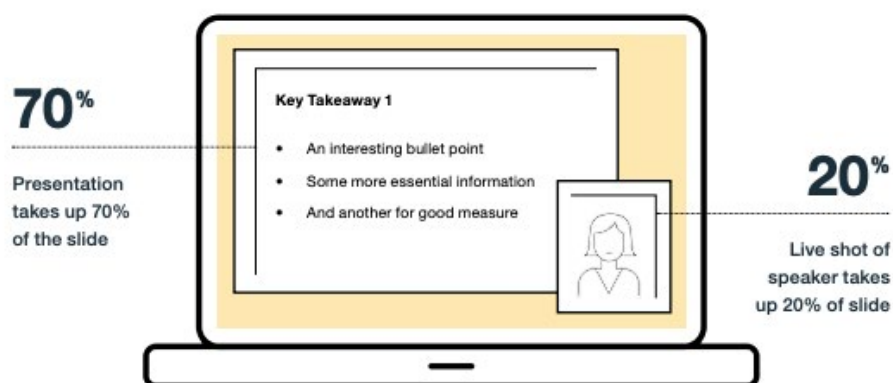 70%
Presentation
takes up 70%
of the slide
Key Takeaway 1
• An interesting bullet point
• Some more essential information
• And another for good measure
20%
Live shot of
speaker takes
up 20% of slide